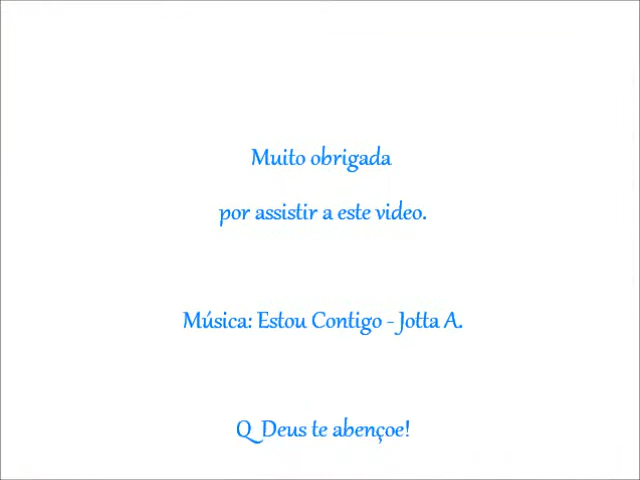 Muito obrigada
por assistir a este video.
Música: Estou Contigo - Jotta A.
Q Deus te abençoe!